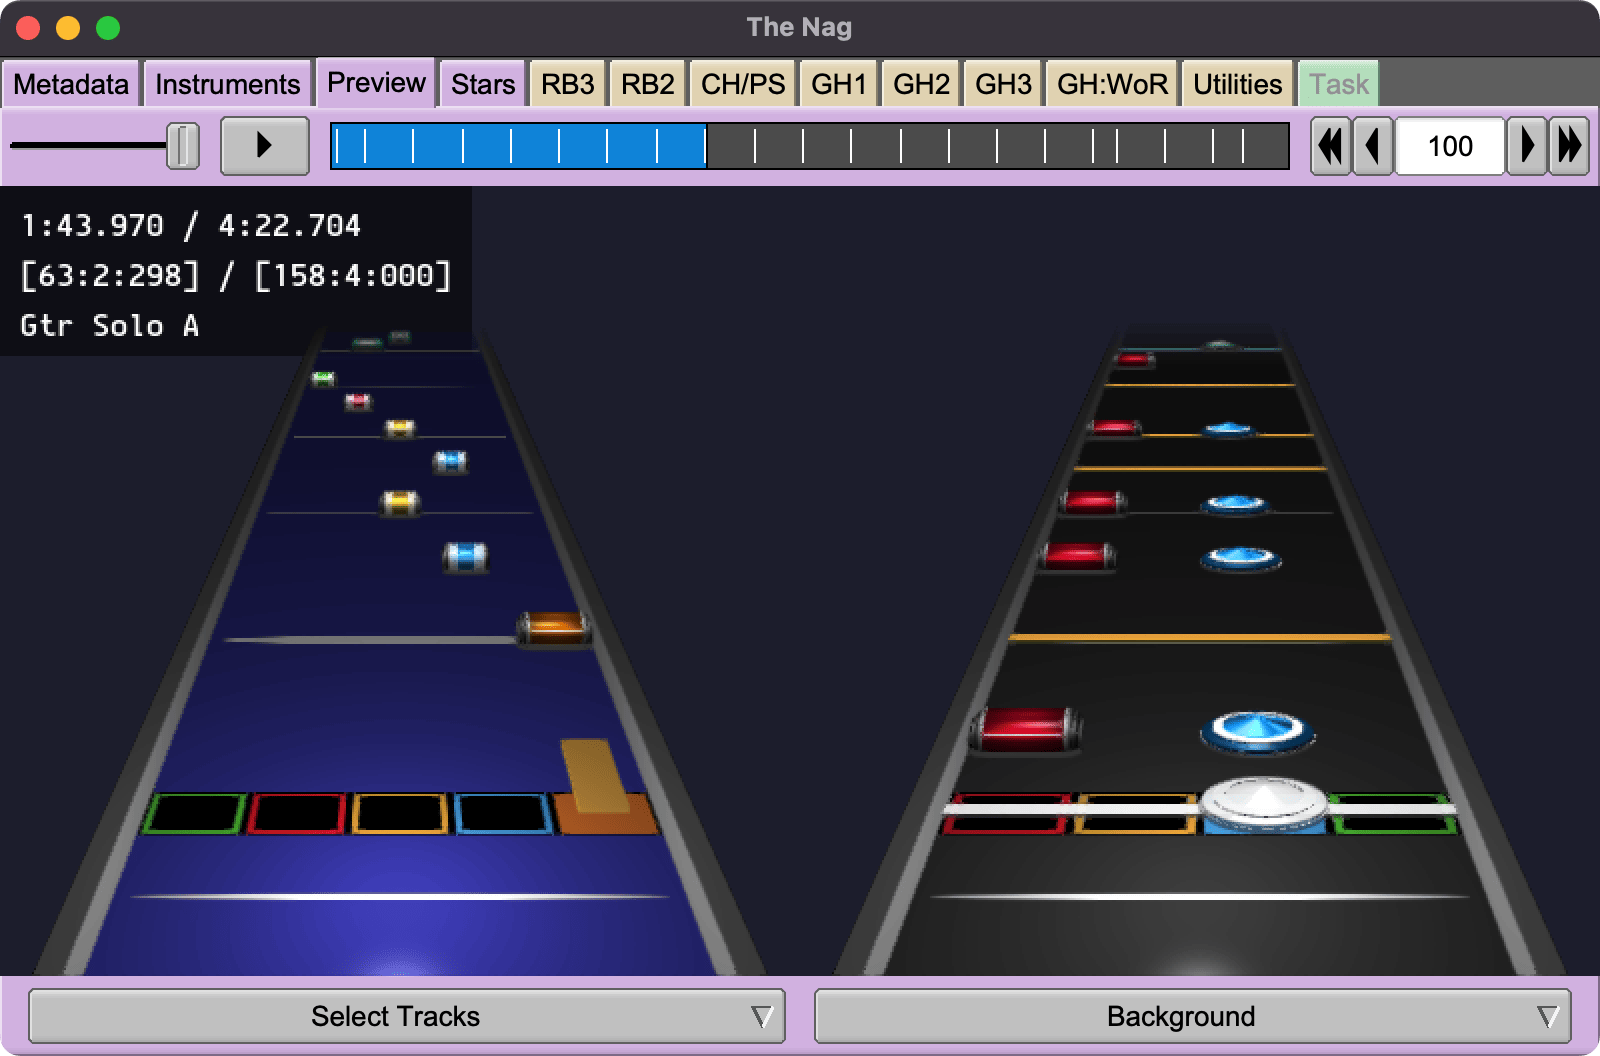 The Nag
Metadata Instruments Preview Stars RB3 RB2 CH/PS GH1 GH2 GH3 GH:WoR Utilities Task
100
1:43.970 / 4:22.704
[63:2:298] / [158:4:000]
Gtr Solo A
Select Tracks Background